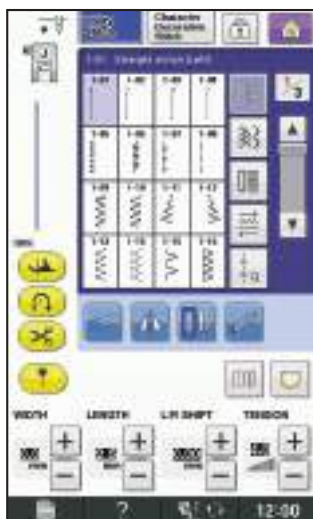 Character
Decorative
Stitch
J
1-01 Straight stitch (Left)
1-01 1-02 1-03 1-04
1-05 1-06 1-07 1-08
1-09 1-10 1-11 1-12
1-13 1-14 1-15 1-16
WIDTH LENGTH L/R SHIFT TENSION
+ + + +
- - - -
? 12:00